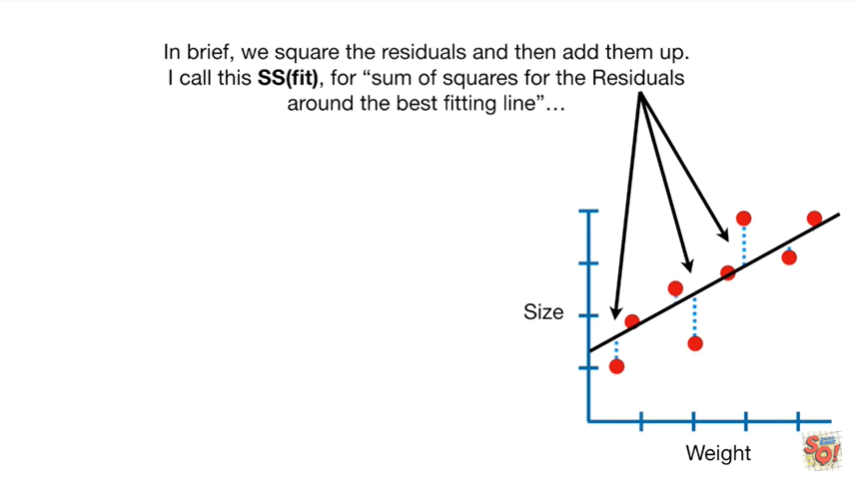 In brief, we square the residuals and then add them up.
I call this SS(fit), for “sum of squares for the Residuals
around the best fitting line”…
Size
Weight
SO!